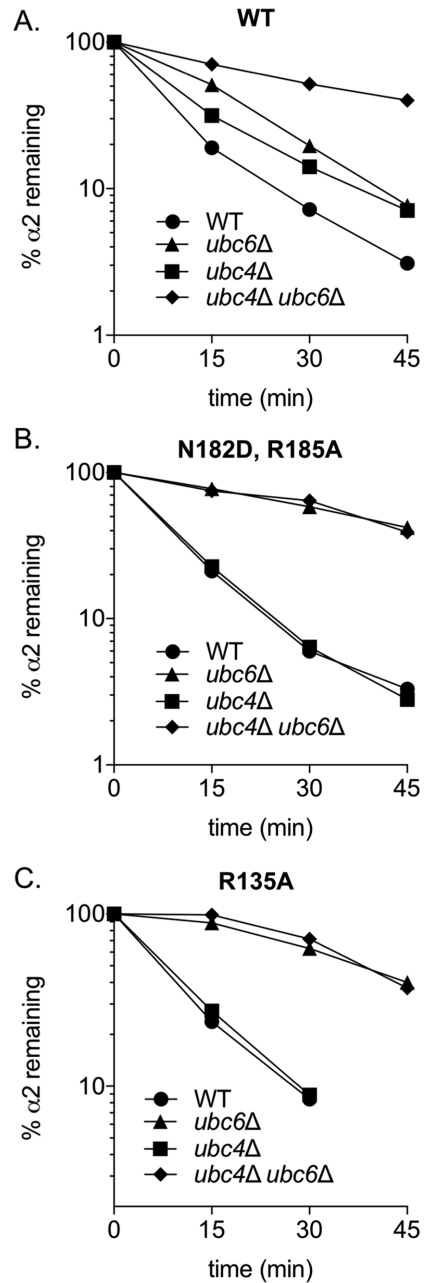 A.
WT
100
10
1
% α2 remaining
WT
ubc6Δ
ubc4Δ
ubc4Δ ubc6Δ
0 15 30 45
time (min)
B.
N182D, R185A
100
10
1
% α2 remaining
WT
ubc6Δ
ubc4Δ
ubc4Δ ubc6Δ
0 15 30 45
time (min)
C.
R135A
100
10
% α2 remaining
WT
ubc6Δ
ubc4Δ
ubc4Δ ubc6Δ
0 15 30 45
time (min)